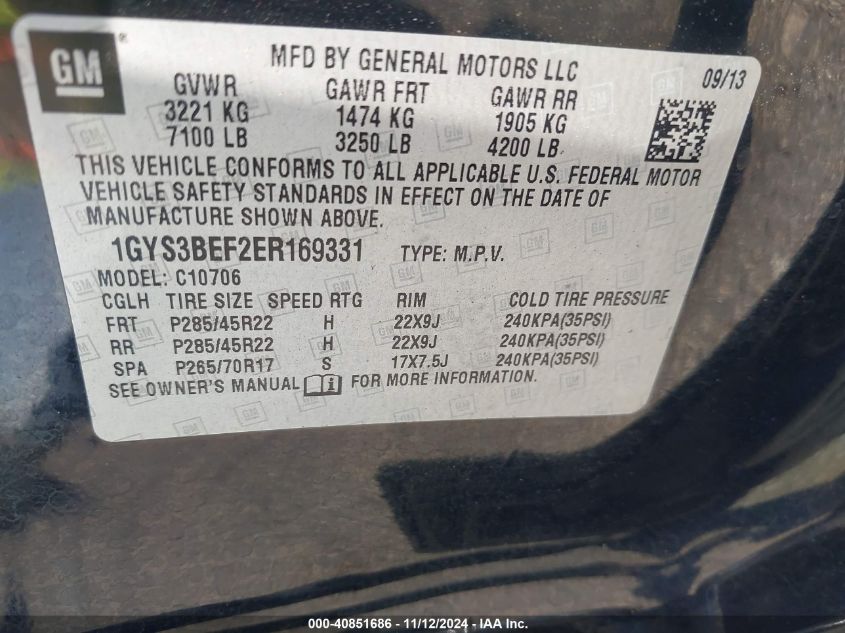 GM
MFD BY GENERAL MOTORS LLC
09/13
GVWR GAWR FRT GAWR RR
3221 KG 1474 KG 1905 KG
7100 LB 3250 LB 4200 LB
THIS VEHICLE CONFORMS TO ALL APPLICABLE U.S. FEDERAL MOTOR
VEHICLE SAFETY STANDARDS IN EFFECT ON THE DATE OF
MANUFACTURE SHOWN ABOVE.
1GYS3BEF2ER169331 TYPE: M.P.V.
MODEL: C10706
CGLH TIRE SIZE SPEED RTG RIM COLD TIRE PRESSURE
FRT P285/45R22 H 22X9J 240KPA(35PSI)
RR P285/45R22 H 22X9J 240KPA(35PSI)
SPA P265/70R17 S 17X7.5J 240KPA(35PSI)
SEE OWNER'S MANUAL i FOR MORE INFORMATION.
000-40851686 - 11/12/2024 - IAA Inc.